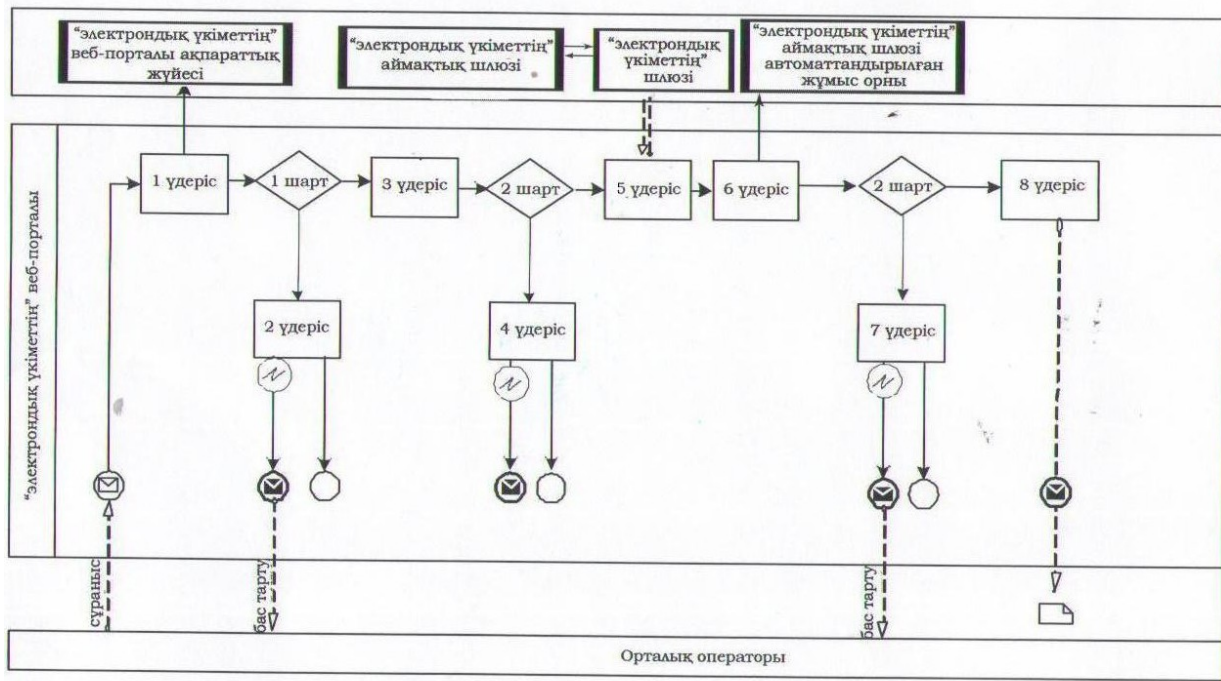 “электрондық үкіметтің”
веб-порталы ақпараттық
жүйесі
“электрондық үкіметтің”
аймақтық шлюзі
“электрондық
үкіметтің”
шлюзі
“электрондық үкіметтің”
аймақтық шлюзі
автоматтандырылған
жұмыс орны
“электрондық үкіметтің” веб-порталы
1 үдеріс
1 шарт
3 үдеріс
2 шарт
5 үдеріс
6 үдеріс
2 шарт
8 үдеріс
2 үдеріс
4 үдеріс
7 үдеріс
сұраныс
бас тарту
бас тарту
Орталық операторы